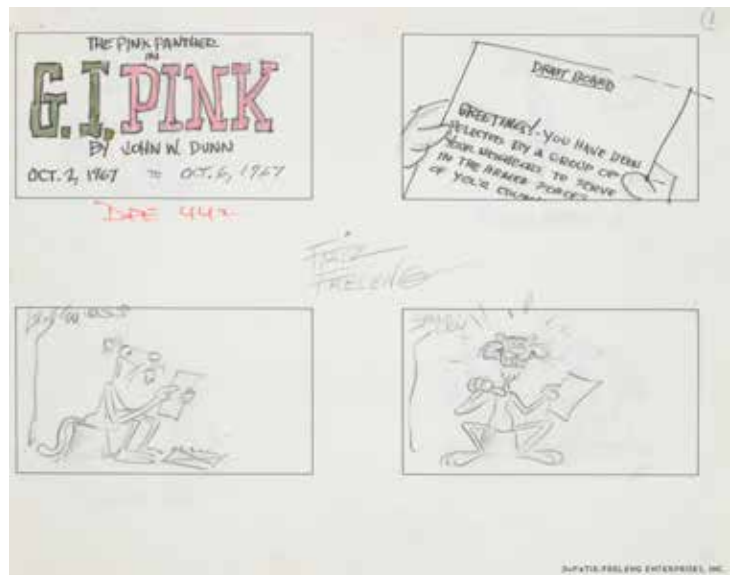 THE PINK PANTHER
IN
G.I. PINK
BY JOHN W. DUNN
OCT. 2, 1967 TO OCT. 6, 1967
DRAFT BOARD
GREETINGS! - YOU HAVE BEEN
SELECTED BY A GROUP OF
YOUR NEIGHBORS TO SERVE
IN THE ARMED FORCES
OF YOUR
FRIZ
FRELENG
DePATIE-FRELENG ENTERPRISES, INC.